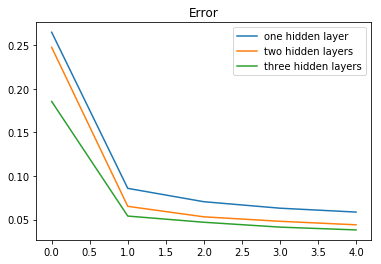 Error
one hidden layer
two hidden layers
three hidden layers
0.25
0.20
0.15
0.10
0.05
0.0 0.5 1.0 1.5 2.0 2.5 3.0 3.5 4.0